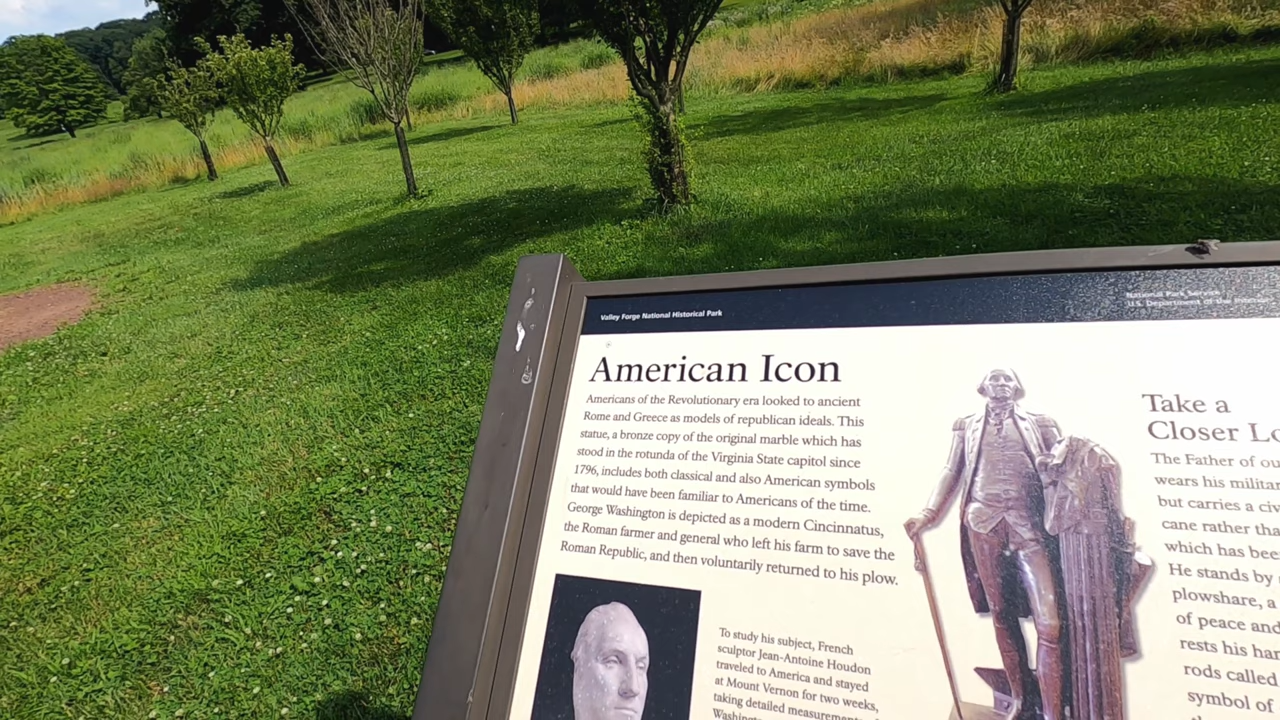 Valley Forge National Historical Park
National Park Service
U.S. Department of the Interior
American Icon
Americans of the Revolutionary era looked to ancient
Rome and Greece as models of republican ideals. This
statue, a bronze copy of the original marble which has
stood in the rotunda of the Virginia State capitol since
1796, includes both classical and also American symbols
that would have been familiar to Americans of the time.
George Washington is depicted as a modern Cincinnatus,
the Roman farmer and general who left his farm to save the
Roman Republic, and then voluntarily returned to his plow.
To study his subject, French
sculptor Jean-Antoine Houdon
traveled to America and stayed
at Mount Vernon for two weeks,
taking detailed measurements
Take a
Closer
The Father of
wears his
but carries a
cane rather
which has
He stands by
plowshare, a
of peace and
rests his
rods called
symbol of